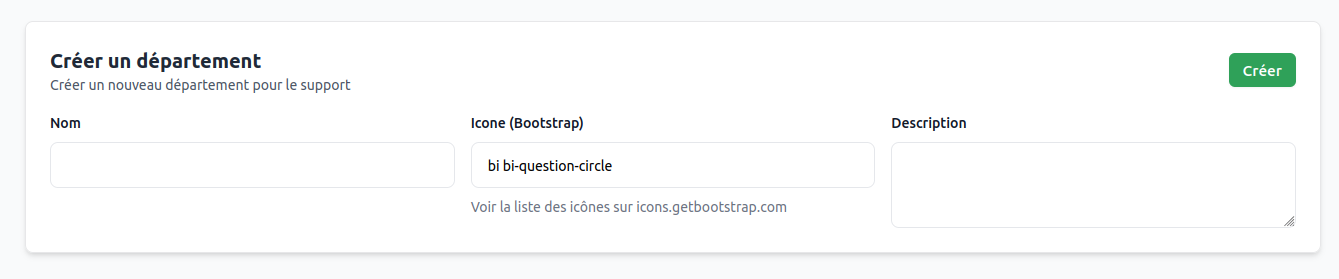 Créer un département
Créer un nouveau département pour le support
Créer
Nom
Icone (Bootstrap)
bi bi-question-circle
Voir la liste des icônes sur icons.getbootstrap.com
Description